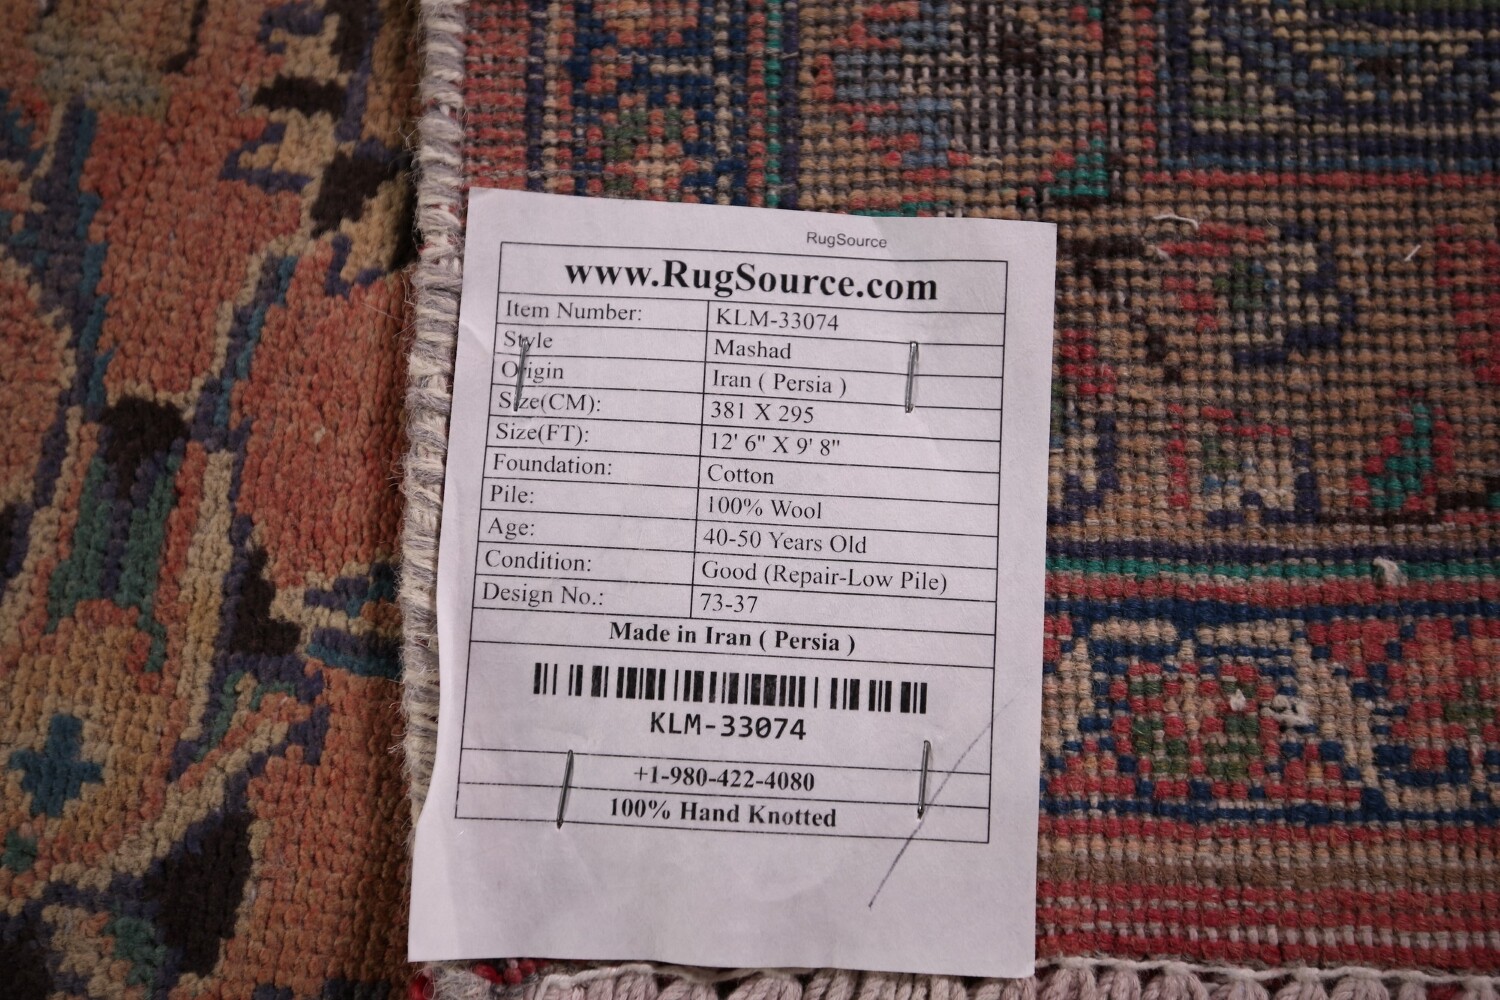 RugSource
www.RugSource.com
Item Number: KLM-33074
Style Mashad
Origin Iran ( Persia )
Size(CM): 381 X 295
Size(FT): 12' 6" X 9' 8"
Foundation: Cotton
Pile: 100% Wool
Age: 40-50 Years Old
Condition: Good (Repair-Low Pile)
Design No.: 73-37
Made in Iran ( Persia )
KLM-33074
+1-980-422-4080
100% Hand Knotted